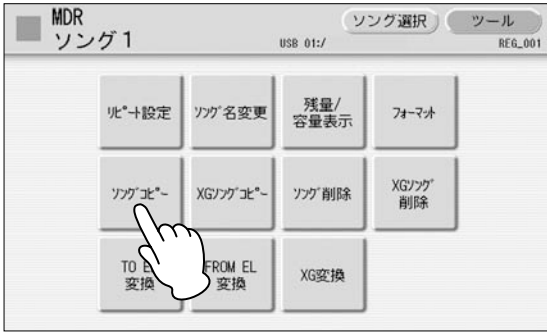 MDR
ソング1
ソング選択
ツール
USB 01:/
REG_001
リピート設定
ソング名変更
残量/
容量表示
フォーマット
ソングコピー
XGソングコピー
ソング削除
XGソング
削除
TO E
変換
FROM EL
変換
XG変換